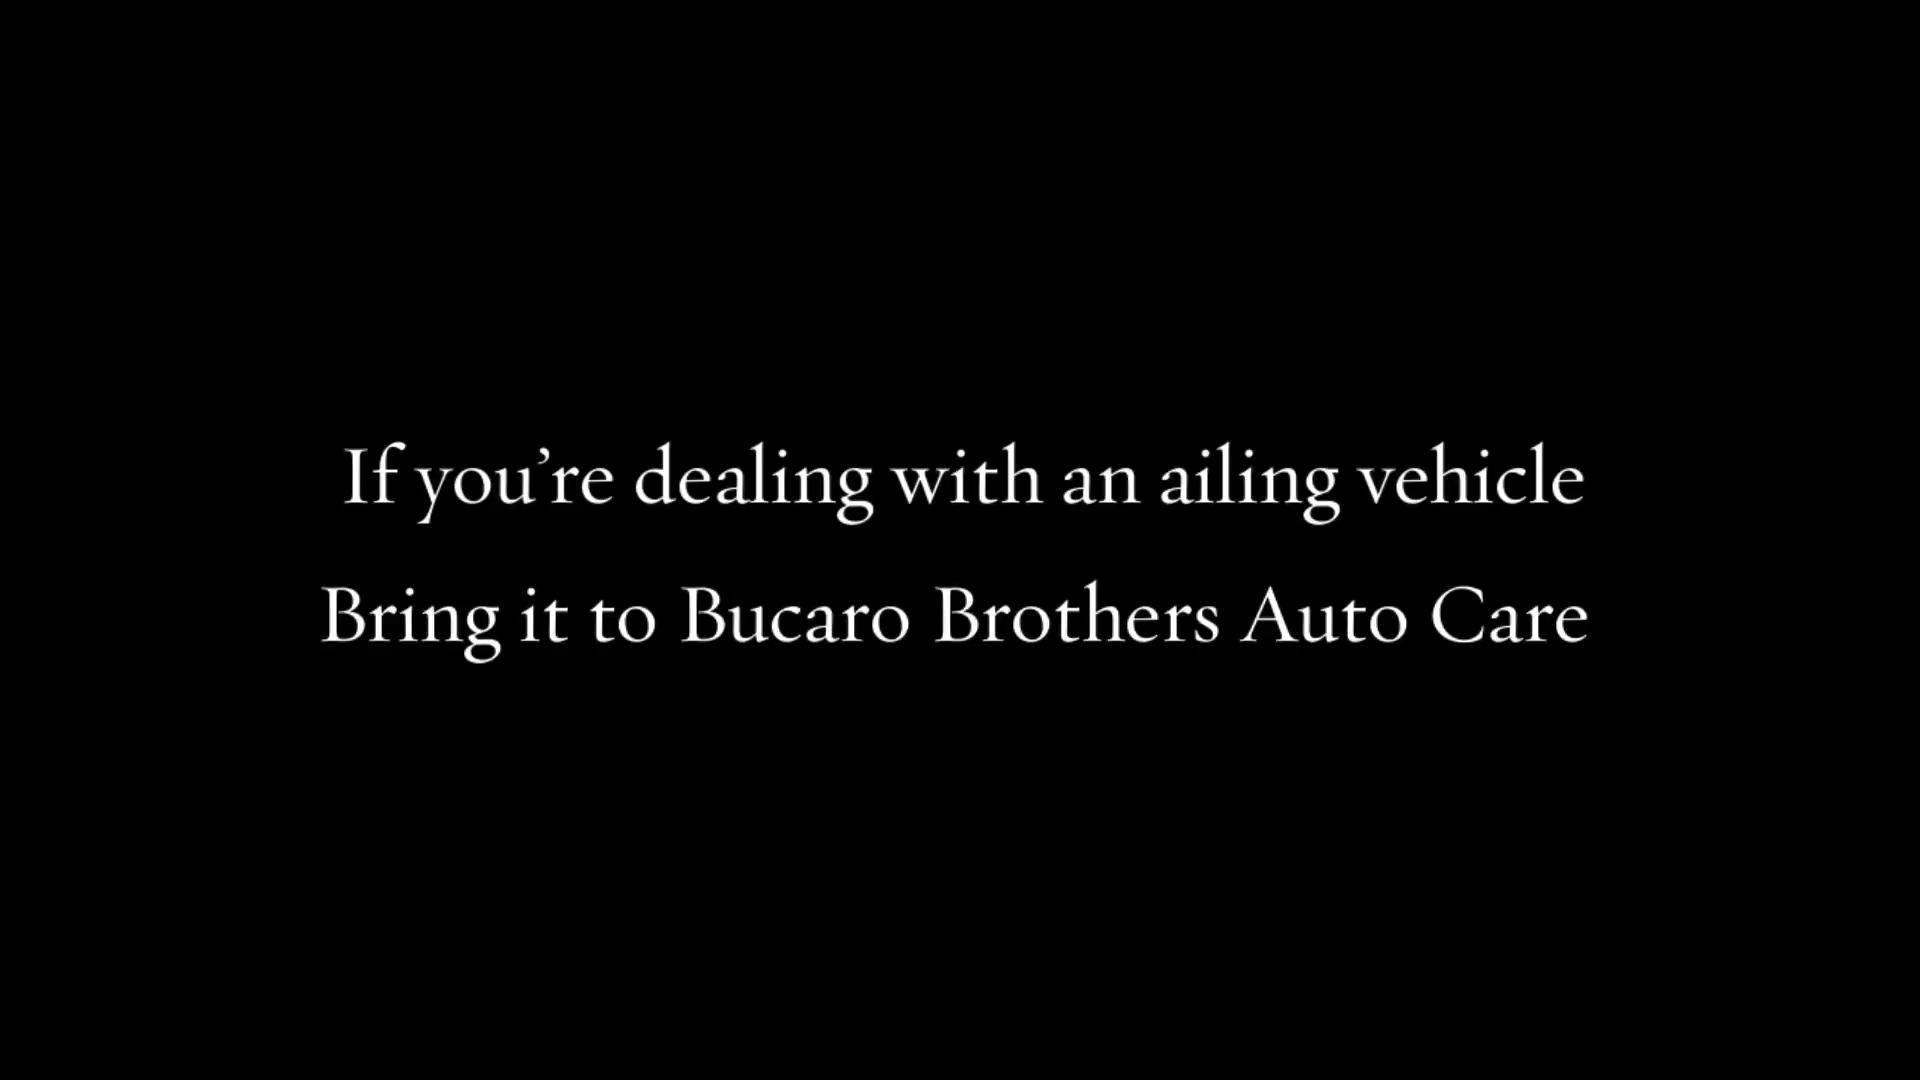 If you’re dealing with an ailing vehicle
Bring it to Bucaro Brothers Auto Care